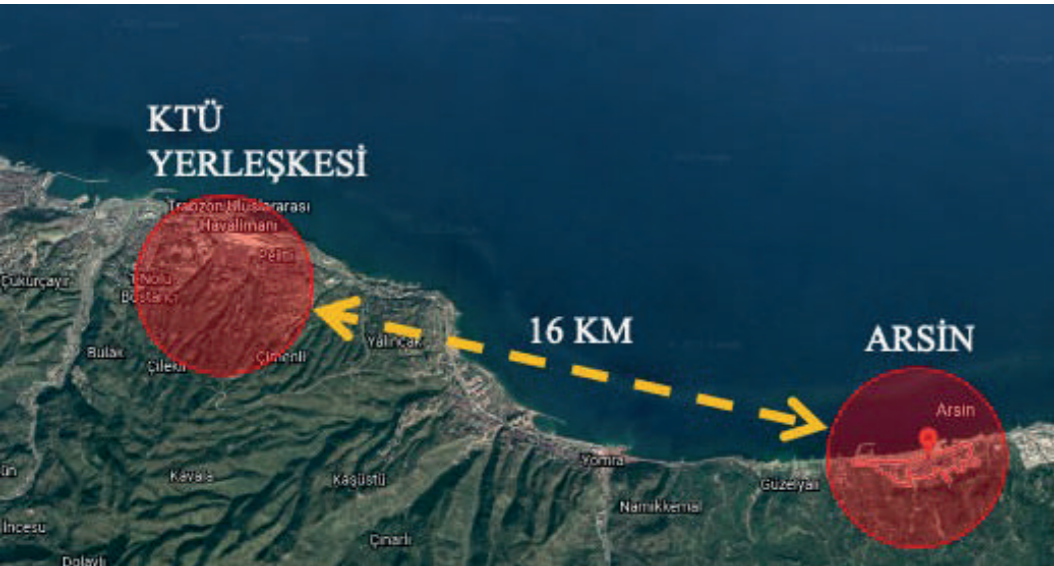 KTÜ
YERLEŞKESİ
Trabzon Uluslararası
Havalimanı
Pelitli
Çukurçayır
1 Nolu
Bostancı
16 KM
ARSİN
Yalıncak
Bulak
Çilekli
Çimenli
Arsin
Yomra
Kavala
Kaşüstü
Güzelyalı
Namıkkemal
ün
İncesu
Çınarlı
Dolaylı